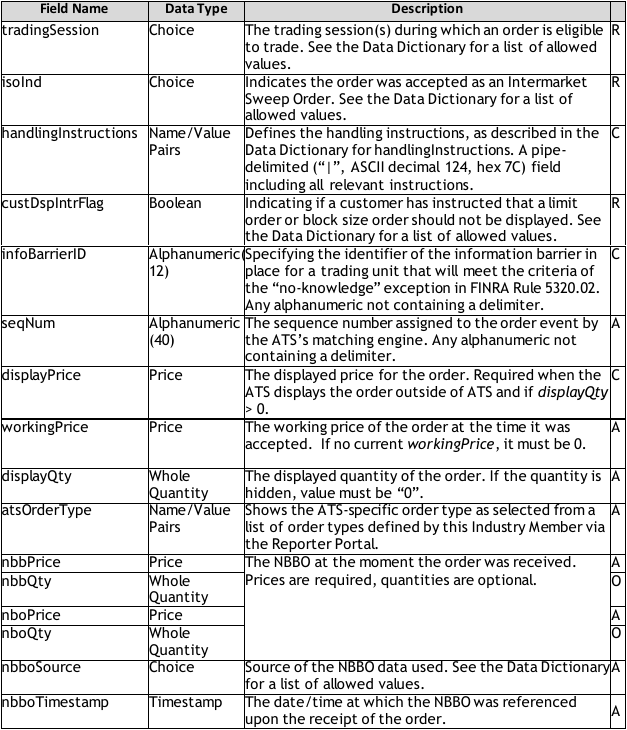 Field Name Data Type Description
tradingSession Choice The trading session(s) during which an order is eligible R
to trade. See the Data Dictionary for a list of allowed
values.
isoInd Choice Indicates the order was accepted as an Intermarket R
Sweep Order. See the Data Dictionary for a list of
allowed values.
handlingInstructions Name/Value Defines the handling instructions, as described in the C
Pairs Data Dictionary for handlingInstructions. A pipe-
delimited (“|”, ASCII decimal 124, hex 7C) field
including all relevant instructions.
custDspIntrFlag Boolean Indicating if a customer has instructed that a limit R
order or block size order should not be displayed. See
the Data Dictionary for a list of allowed values.
infoBarrierID Alphanumeric( Specifying the identifier of the information barrier in C
12) place for a trading unit that will meet the criteria of
the “no-knowledge” exception in FINRA Rule 5320.02.
Any alphanumeric not containing a delimiter.
seqNum Alphanumeric The sequence number assigned to the order event by A
(40) the ATS’s matching engine. Any alphanumeric not
containing a delimiter.
displayPrice Price The displayed price for the order. Required when the C
ATS displays the order outside of ATS and if displayQty
> 0.
workingPrice Price The working price of the order at the time it was A
accepted. If no current workingPrice, it must be 0.
displayQty Whole The displayed quantity of the order. If the quantity is A
Quantity hidden, value must be “0”.
atsOrderType Name/Value Shows the ATS-specific order type as selected from a A
Pairs list of order types defined by this Industry Member via
the Reporter Portal.
nbbPrice Price The NBBO at the moment the order was received. A
nbbQty Whole Prices are required, quantities are optional. O
Quantity
nboPrice Price A
nboQty Whole O
Quantity
nbboSource Choice Source of the NBBO data used. See the Data Dictionary A
for a list of allowed values.
nbboTimestamp Timestamp The date/time at which the NBBO was referenced A
upon the receipt of the order.